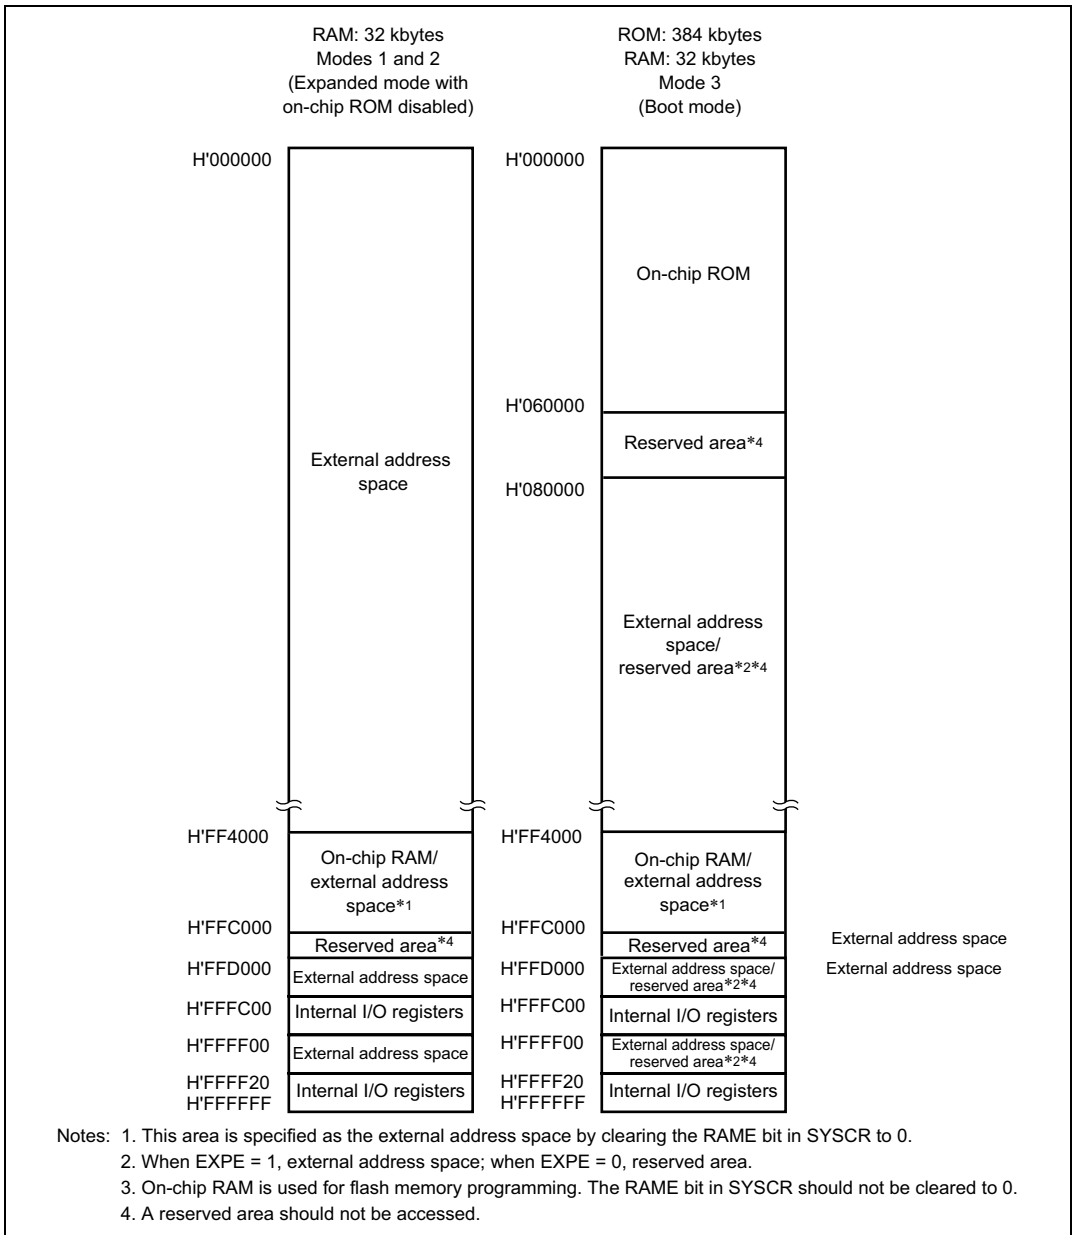 RAM: 32 kbytes
Modes 1 and 2
(Expanded mode with
on-chip ROM disabled)
H'000000
External address
space
H'FF4000
On-chip RAM/
external address
space*1
H'FFC000
Reserved area*4
H'FFD000
External address space
H'FFFC00
Internal I/O registers
H'FFFF00
External address space
H'FFFF20
Internal I/O registers
H'FFFFFF
ROM: 384 kbytes
RAM: 32 kbytes
Mode 3
(Boot mode)
H'000000
On-chip ROM
H'060000
Reserved area*4
H'080000
External address
space/
reserved area*2*4
H'FF4000
On-chip RAM/
external address
space*1
H'FFC000
Reserved area*4
H'FFD000
External address space/
reserved area*2*4
H'FFFC00
Internal I/O registers
H'FFFF00
External address space/
reserved area*2*4
H'FFFF20
Internal I/O registers
H'FFFFFF
External address space
External address space
Notes: 1. This area is specified as the external address space by clearing the RAME bit in SYSCR to 0.
2. When EXPE = 1, external address space; when EXPE = 0, reserved area.
3. On-chip RAM is used for flash memory programming. The RAME bit in SYSCR should not be cleared to 0.
4. A reserved area should not be accessed.